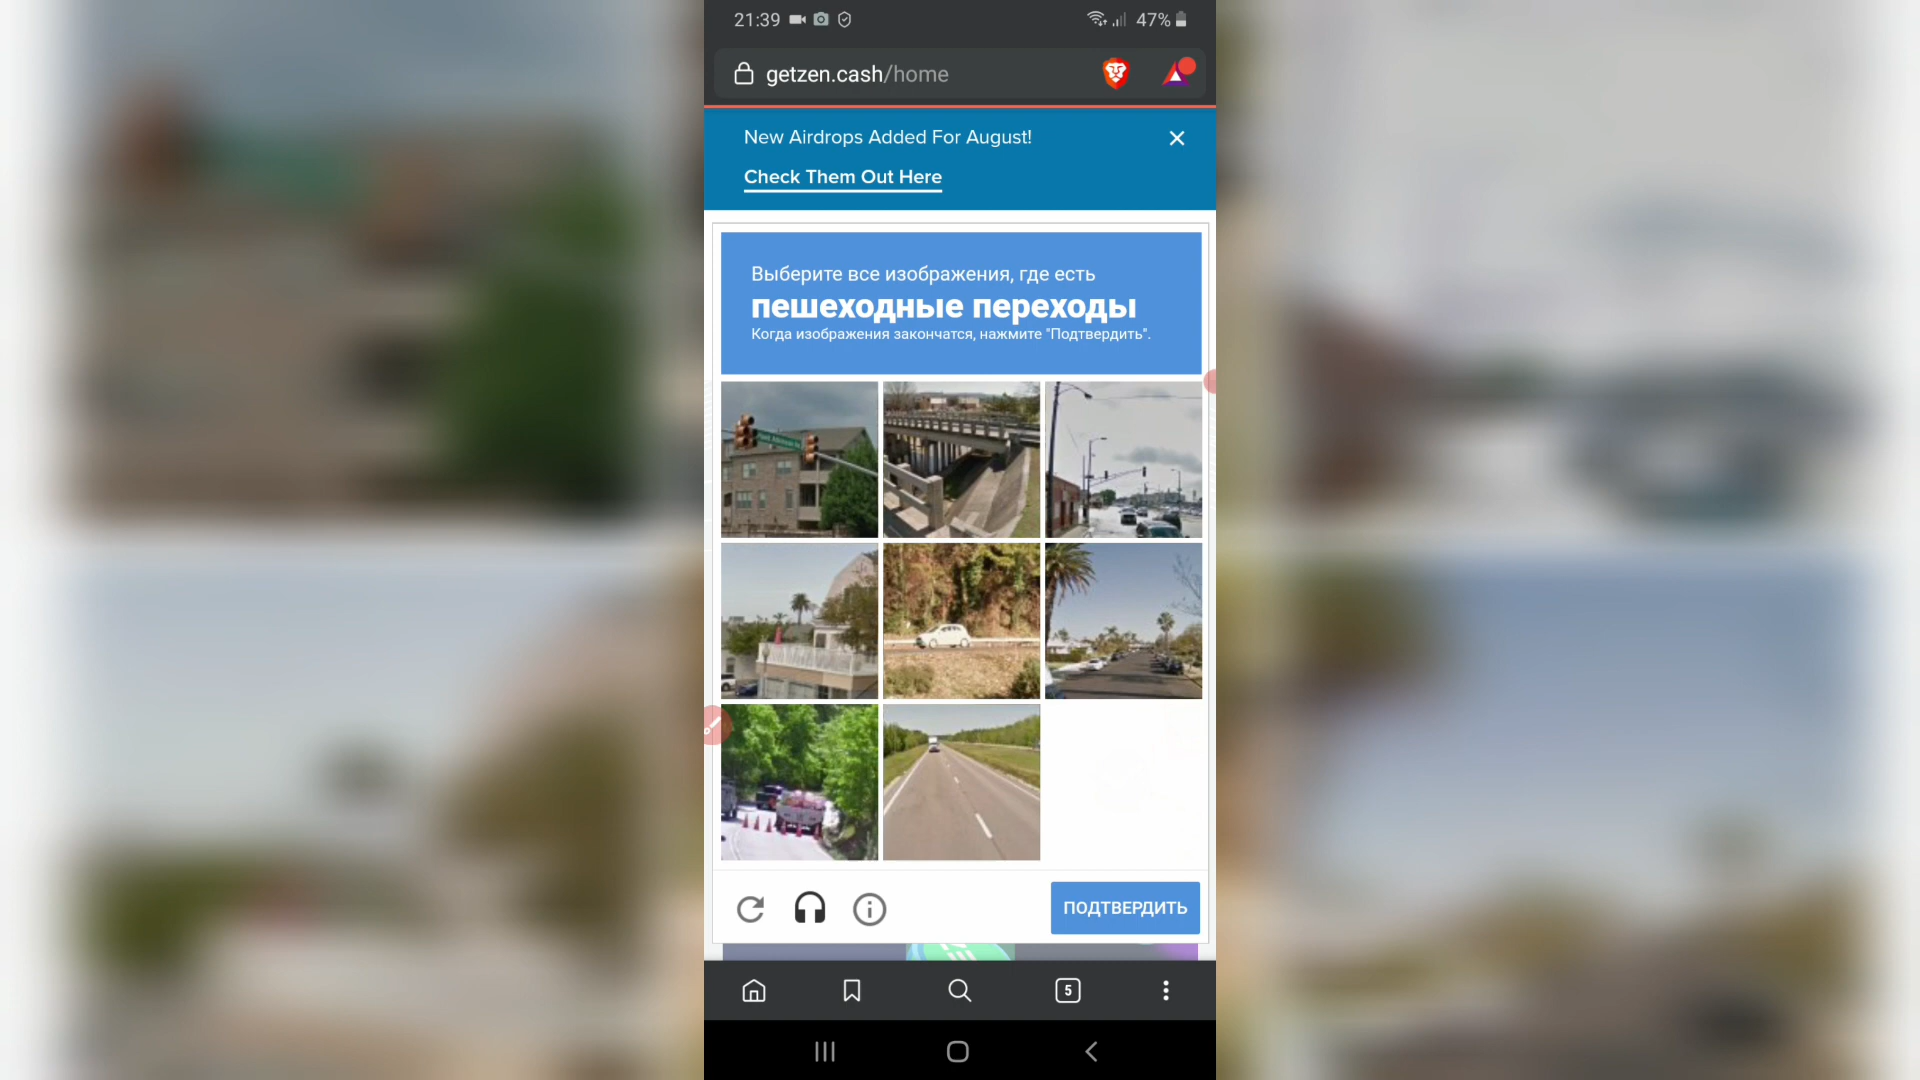 21:39
47%
getzen.cash/home
New Airdrops Added For August!
Check Them Out Here
Выберите все изображения, где есть
пешеходные переходы
Когда изображения закончатся, нажмите "Подтвердить".
ПОДТВЕРДИТЬ
5